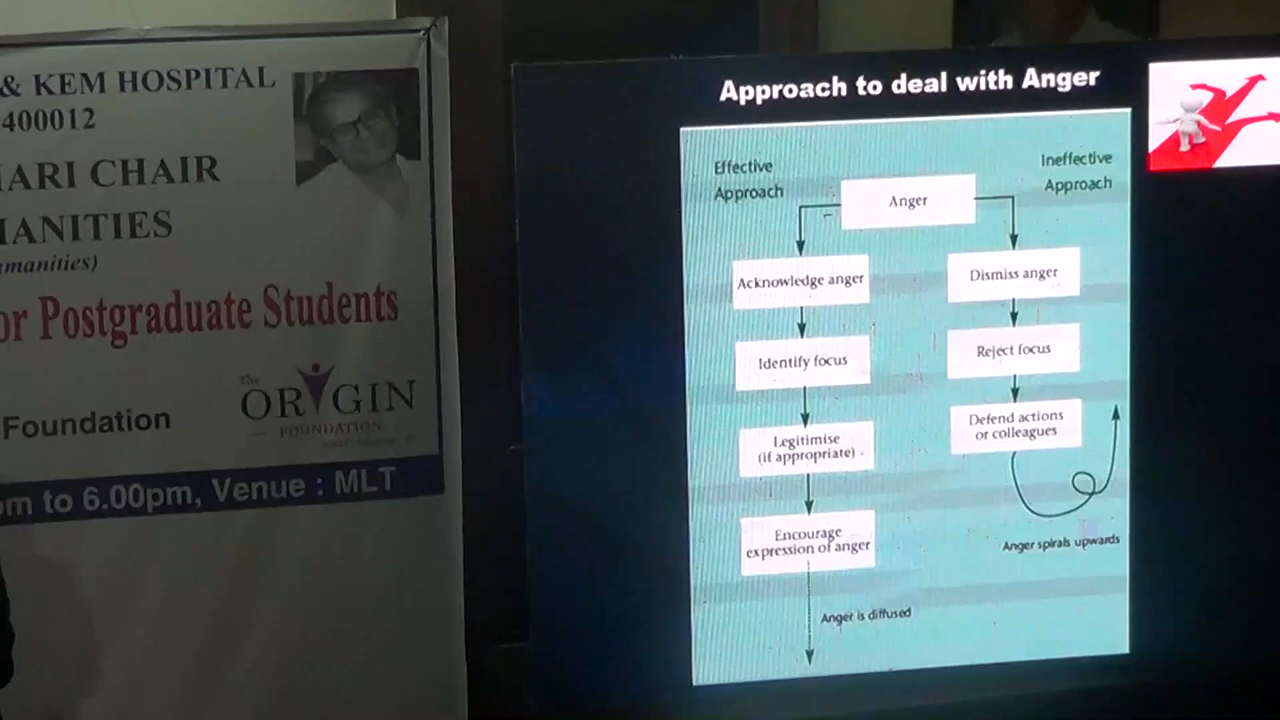 & KEM HOSPITAL
400012
ARI CHAIR
MANITIES
manities)
or Postgraduate Students
Foundation
The
ORIGIN
FOUNDATION
m to 6.00pm, Venue : MLT
Approach to deal with Anger
Effective
Approach
Ineffective
Approach
Anger
Acknowledge anger
Dismiss anger
Identify focus
Reject focus
Legitimise
(if appropriate)
Defend actions
or colleagues
Encourage
expression of anger
Anger spirals upwards
Anger is diffused